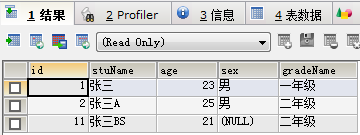 1 结果 2 Profiler 3 信息 4 表数据
(Read Only)
id stuName age sex gradeName
1 张三 23 男 一年级
2 张三A 25 男 二年级
11 张三BS 21 (NULL) 二年级